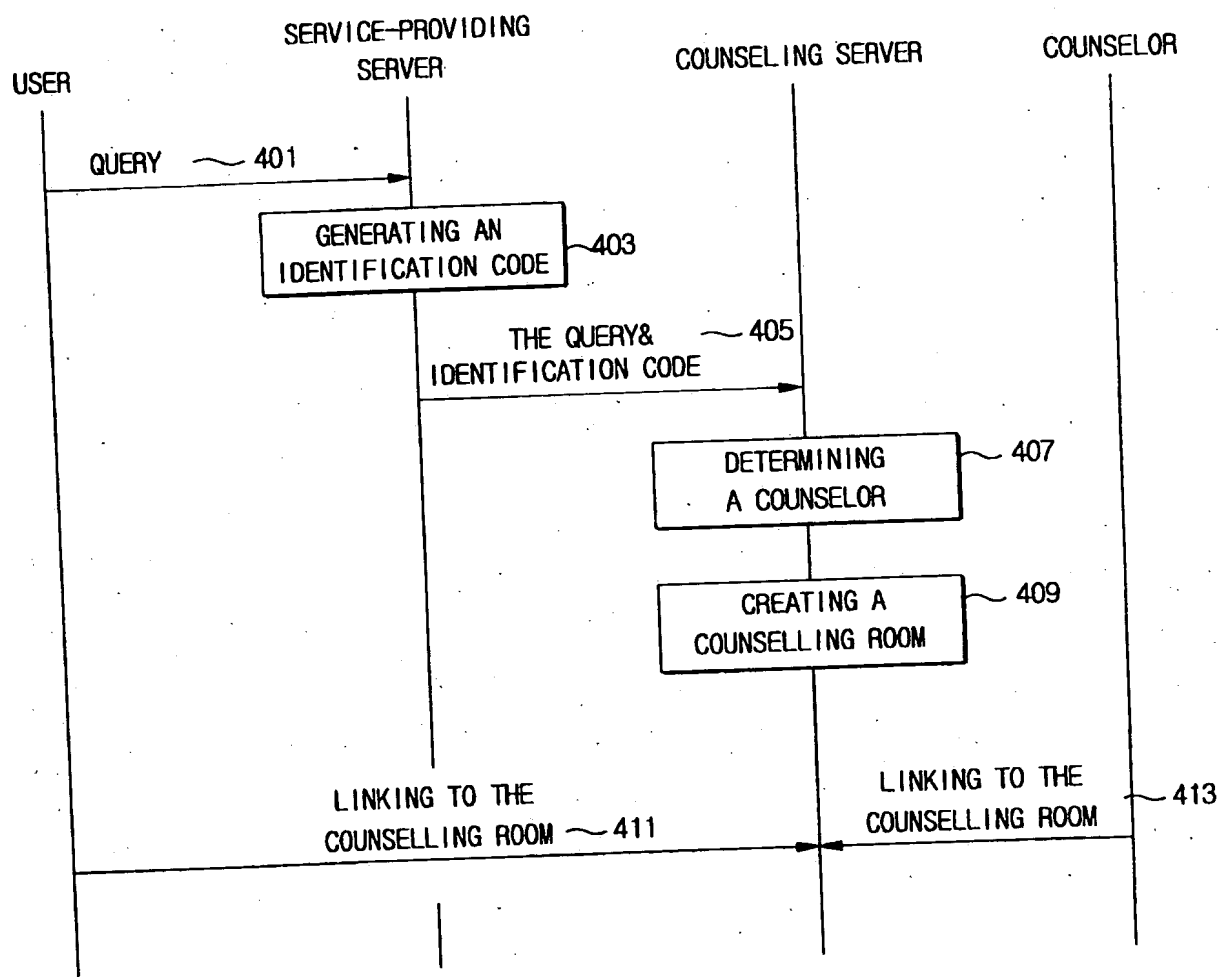 SERVICE-PROVIDING
SERVER
COUNSELING SERVER
COUNSELOR
USER
QUERY 401
GENERATING AN
IDENTIFICATION CODE
403
THE QUERY&
IDENTIFICATION CODE
405
DETERMINING
A COUNSELOR
407
CREATING A
COUNSELLING ROOM
409
LINKING TO THE
COUNSELLING ROOM 411
LINKING TO THE
COUNSELLING ROOM
413